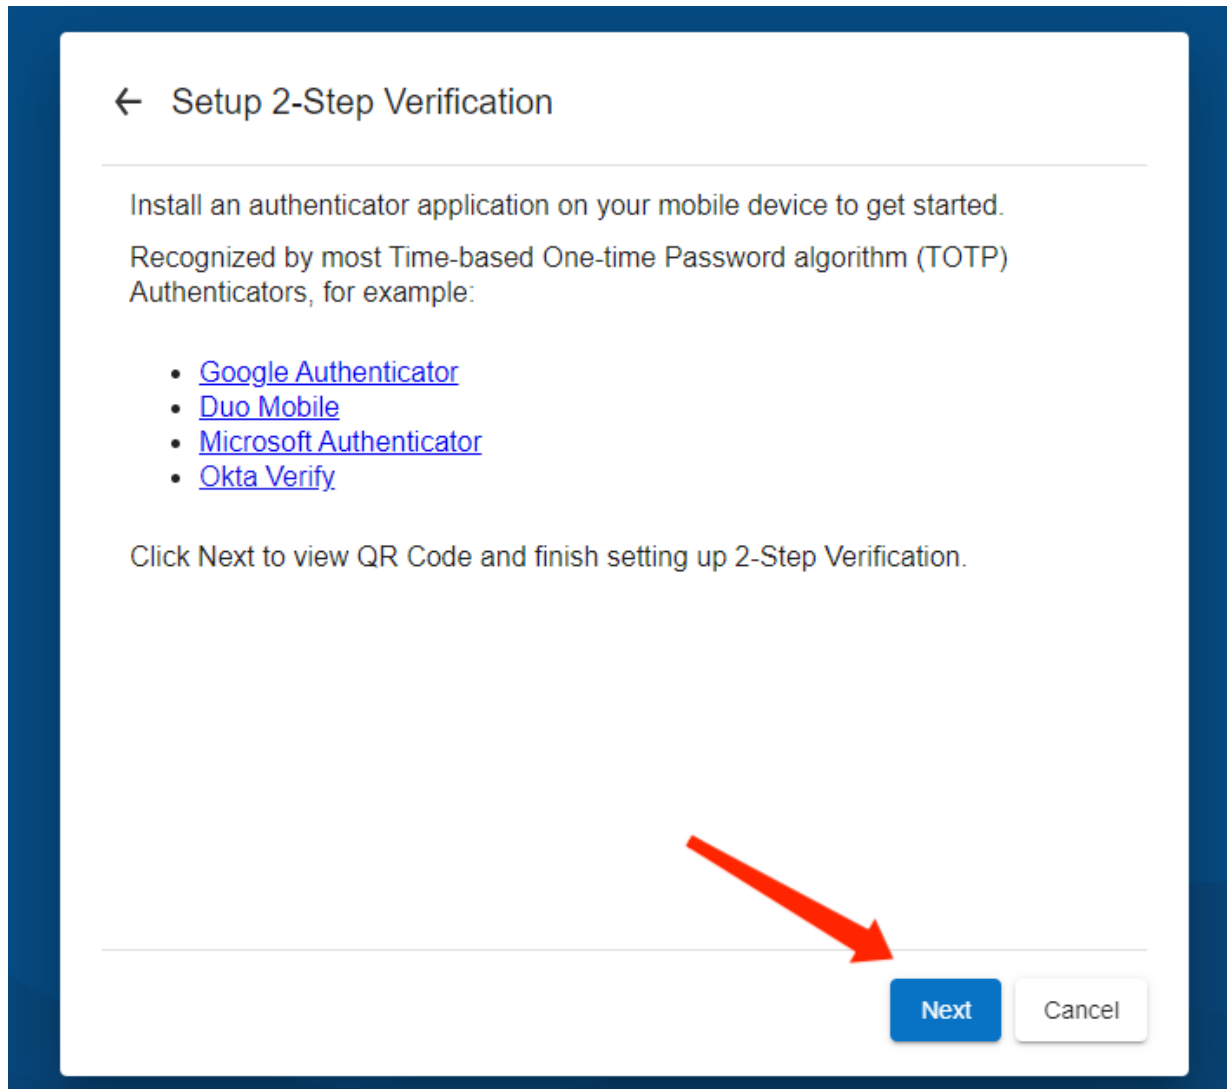 Setup 2-Step Verification
Install an authenticator application on your mobile device to get started.
Recognized by most Time-based One-time Password algorithm (TOTP)
Authenticators, for example:
Google Authenticator
Duo Mobile
Microsoft Authenticator
Okta Verify
Click Next to view QR Code and finish setting up 2-Step Verification.
Next
Cancel